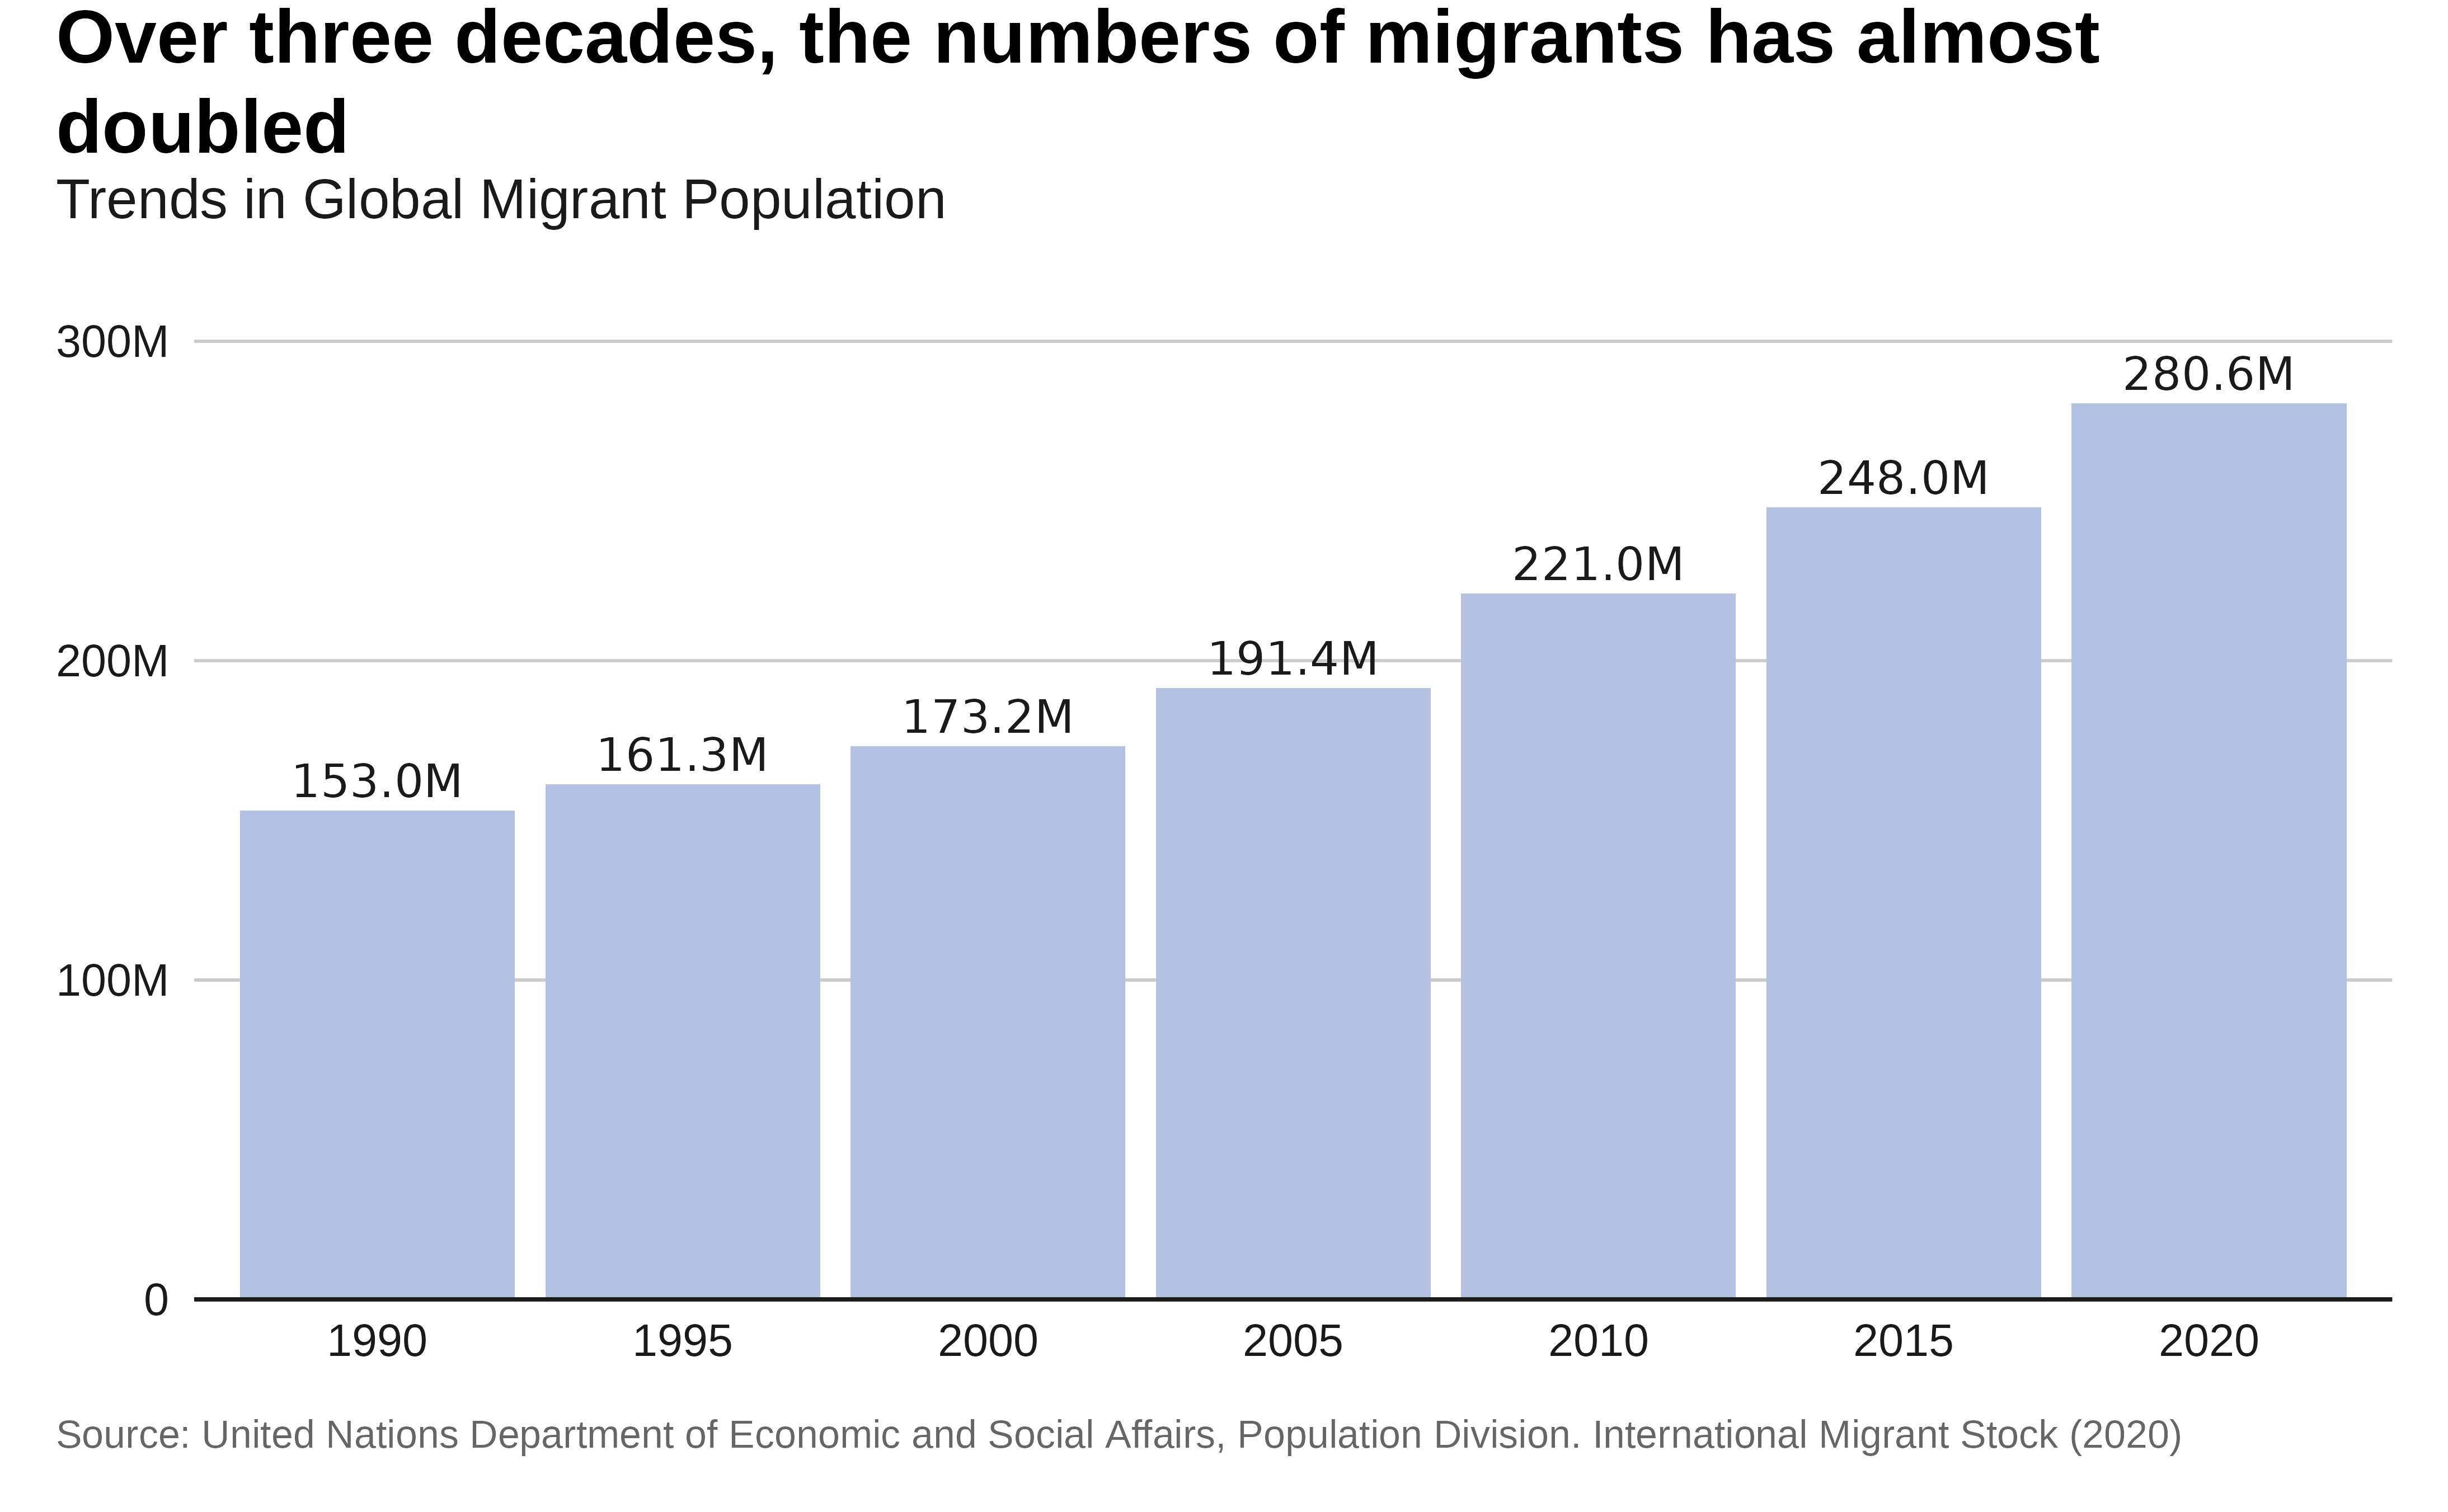 Over three decades, the numbers of migrants has almost
doubled
Trends in Global Migrant Population
300M
280.6M
248.0M
221.0M
200M
191.4M
173.2M
161.3M
153.0M
100M
0
1990 1995 2000 2005 2010 2015 2020
Source: United Nations Department of Economic and Social Affairs, Population Division. International Migrant Stock (2020)